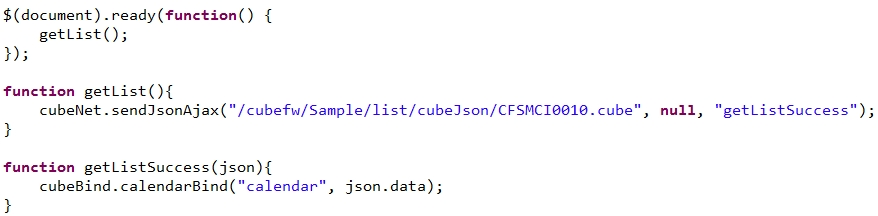 $(document).ready(function() {
    getList();
});

function getList(){
    cubeNet.sendJsonAjax("/cubefw/Sample/list/cubeJson/CFSMCI0010.cube", null, "getListSuccess");
}

function getListSuccess(json){
    cubeBind.calendarBind("calendar", json.data);
}